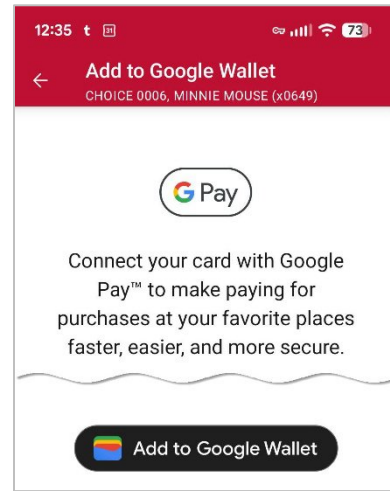 12:35 t 31 73
Add to Google Wallet
CHOICE 0006, MINNIE MOUSE (x0649)
G Pay
Connect your card with Google
Pay™ to make paying for
purchases at your favorite places
faster, easier, and more secure.
Add to Google Wallet